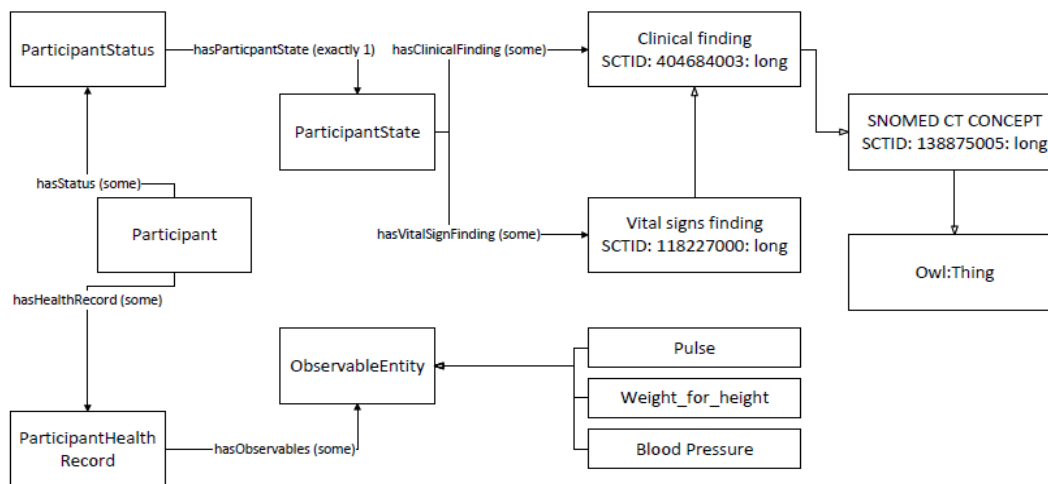 ParticipantStatus
hasParticpantState (exactly 1)
hasClinicalFinding (some)
Clinical finding
SCTID: 404684003: long
ParticipantState
SNOMED CT CONCEPT
SCTID: 138875005: long
hasStatus (some)
Participant
hasVitalSignFinding (some)
Vital signs finding
SCTID: 118227000: long
Owl:Thing
hasHealthRecord (some)
ObservableEntity
Pulse
Weight_for_height
Blood Pressure
ParticipantHealth
Record
hasObservables (some)